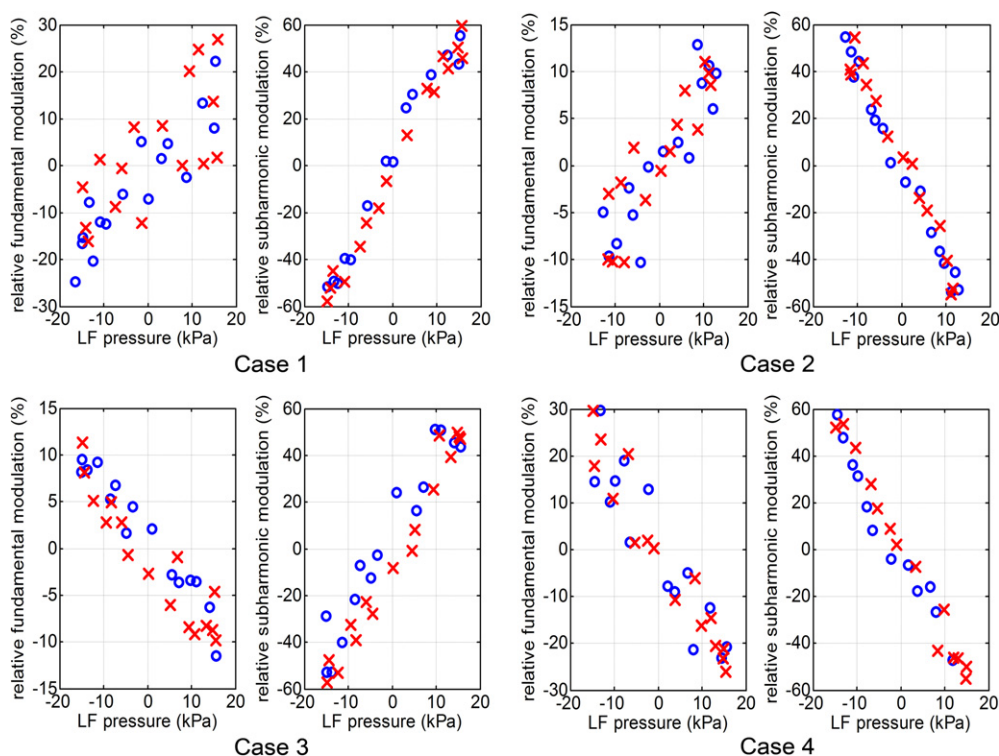 relative fundamental modulation (%)
30
20
10
0
-10
-20
-30
-20 -10 0 10 20
LF pressure (kPa)
relative subharmonic modulation (%)
60
40
20
0
-20
-40
-60
-20 -10 0 10 20
LF pressure (kPa)
Case 1
relative fundamental modulation (%)
15
10
5
0
-5
-10
-15
-20 -10 0 10 20
LF pressure (kPa)
relative subharmonic modulation (%)
60
40
20
0
-20
-40
-60
-20 -10 0 10 20
LF pressure (kPa)
Case 2
relative fundamental modulation (%)
15
10
5
0
-5
-10
-15
-20 -10 0 10 20
LF pressure (kPa)
relative subharmonic modulation (%)
60
40
20
0
-20
-40
-60
-20 -10 0 10 20
LF pressure (kPa)
Case 3
relative fundamental modulation (%)
30
20
10
0
-10
-20
-30
-20 -10 0 10 20
LF pressure (kPa)
relative subharmonic modulation (%)
60
40
20
0
-20
-40
-60
-20 -10 0 10 20
LF pressure (kPa)
Case 4